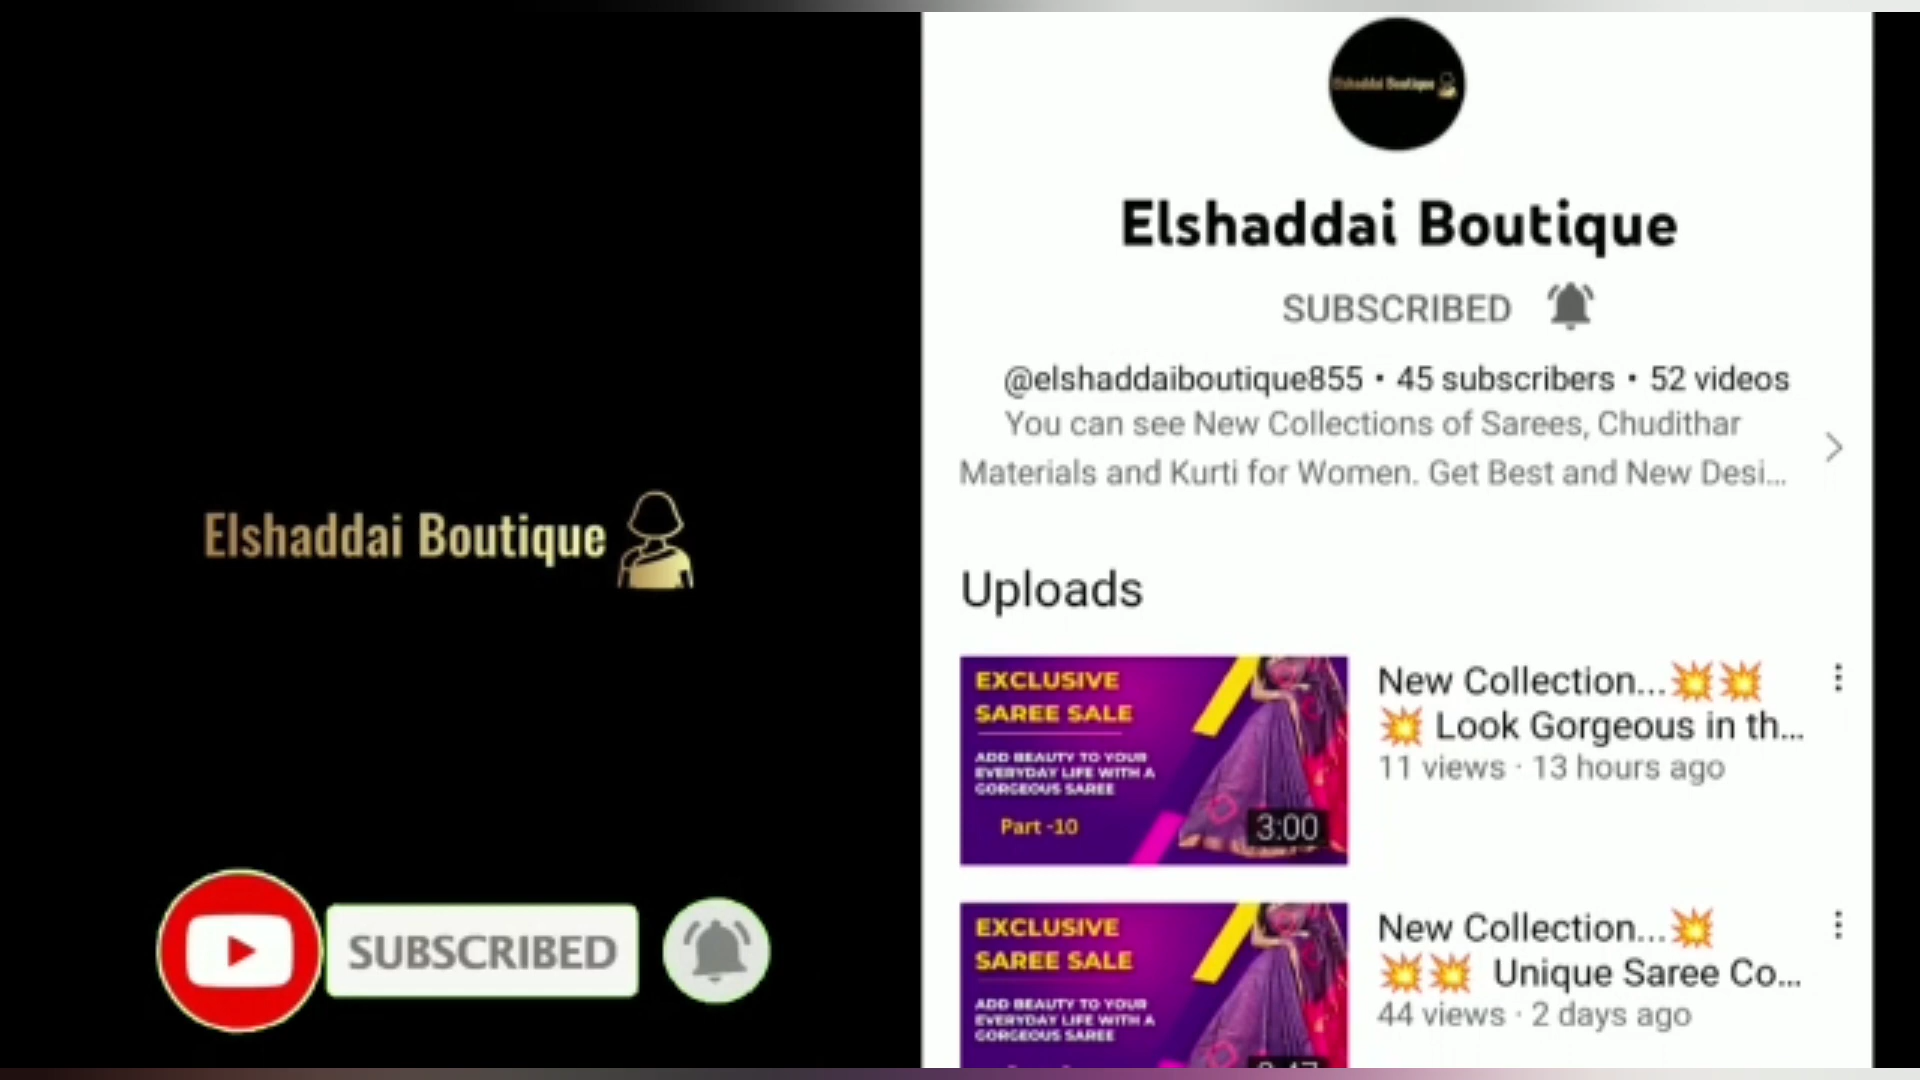 Elshaddai Boutique
SUBSCRIBED
Elshaddai Boutique
Elshaddai Boutique
SUBSCRIBED
@elshaddaiboutique855 • 45 subscribers • 52 videos
You can see New Collections of Sarees, Chudithar
Materials and Kurti for Women. Get Best and New Desi...
Uploads
EXCLUSIVE
SAREE SALE
ADD BEAUTY TO YOUR
EVERYDAY LIFE WITH A
GORGEOUS SAREE
Part -10
3:00
New Collection...💥💥
💥 Look Gorgeous in th...
11 views · 13 hours ago
EXCLUSIVE
SAREE SALE
ADD BEAUTY TO YOUR
EVERYDAY LIFE WITH A
GORGEOUS SAREE
New Collection...💥
💥💥 Unique Saree Co...
44 views · 2 days ago